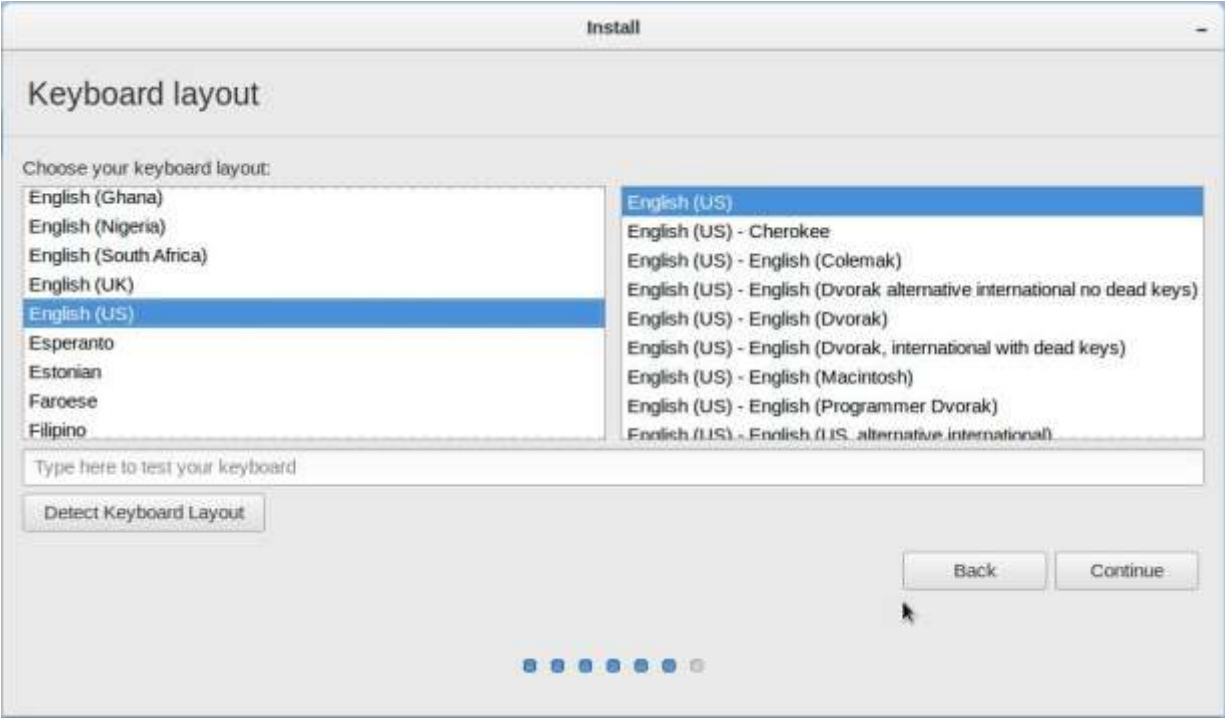 Install
Keyboard layout
Choose your keyboard layout:
English (Ghana)
English (Nigeria)
English (South Africa)
English (UK)
English (US)
Esperanto
Estonian
Faroese
Filipino
English (US)
English (US) - Cherokee
English (US) - English (Colemak)
English (US) - English (Dvorak alternative international no dead keys)
English (US) - English (Dvorak)
English (US) - English (Dvorak, international with dead keys)
English (US) - English (Macintosh)
English (US) - English (Programmer Dvorak)
English (US) - English (US, alternative international)
Type here to test your keyboard
Detect Keyboard Layout
Back
Continue